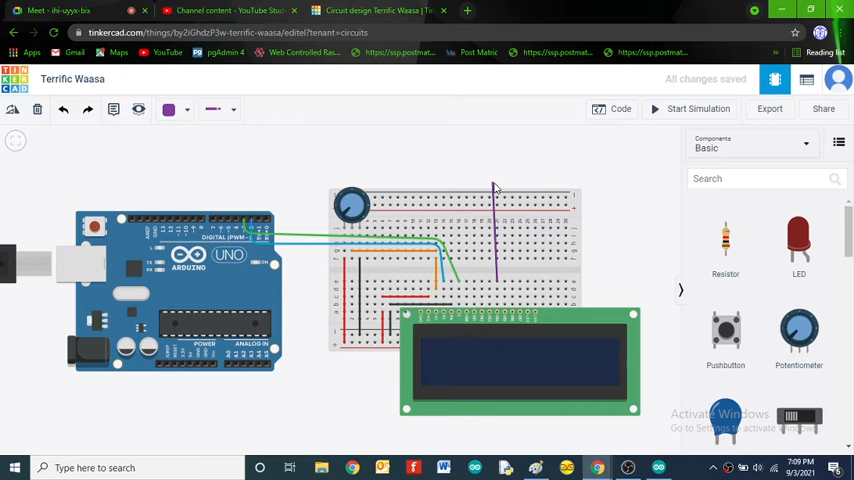 Meet - ihi-uyyx-bix
Channel content - YouTube Studi
Circuit design Terrific Waasa | Tin
tinkercad.com/things/by2iGhdzP3w-terrific-waasa/editel?tenant=circuits
Apps
Gmail
Maps
YouTube
pgAdmin 4
Web Controlled Ras...
https://ssp.postmat...
Post Matric
https://ssp.postmat...
https://ssp.postmat...
Reading list
TIN
KER
CAD
Terrific Waasa
All changes saved
Code
Start Simulation
Export
Share
Components
Basic
Search
DIGITAL (PWM~)
ARDUINO
UNO
ON
POWER
ANALOG IN
Resistor
LED
Pushbutton
Potentiometer
Activate Windows
Go to Settings to activate Windows.
Type here to search
7:09 PM
9/3/2021